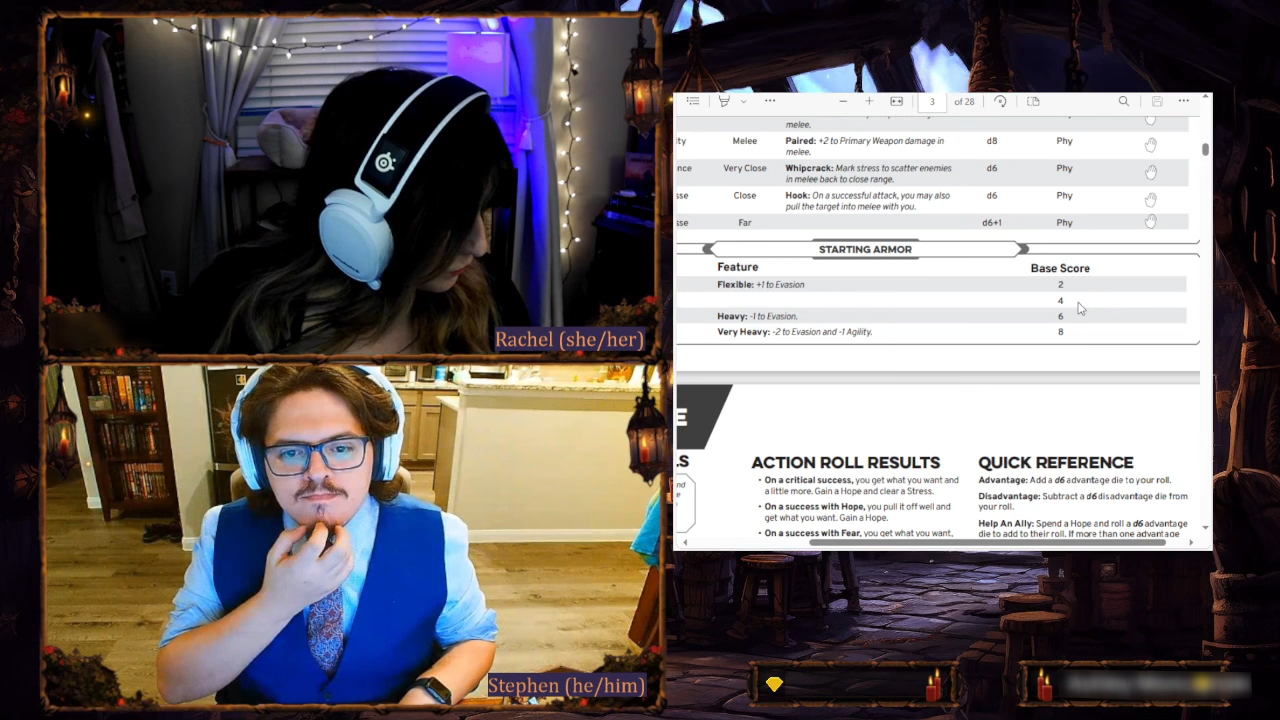 Rachel (she/her)
Stephen (he/him)
3 of 28
melee.
Melee Paired: +2 to Primary Weapon damage in d8 Phy
melee.
Very Close Whipcrack: Mark stress to scatter enemies d6 Phy
in melee back to close range.
Close Hook: On a successful attack, you may also d6 Phy
pull the target into melee with you.
Far d6+1 Phy
STARTING ARMOR
Feature Base Score
Flexible: +1 to Evasion 2
4
Heavy: -1 to Evasion. 6
Very Heavy: -2 to Evasion and -1 Agility. 8
ACTION ROLL RESULTS
• On a critical success, you get what you want and
a little more. Gain a Hope and clear a Stress.
• On a success with Hope, you pull it off well and
get what you want. Gain a Hope.
• On a success with Fear, you get what you want,
QUICK REFERENCE
Advantage: Add a d6 advantage die to your roll.
Disadvantage: Subtract a d6 disadvantage die from
your roll.
Help An Ally: Spend a Hope and roll a d6 advantage
die to add to their roll. If more than one advantage